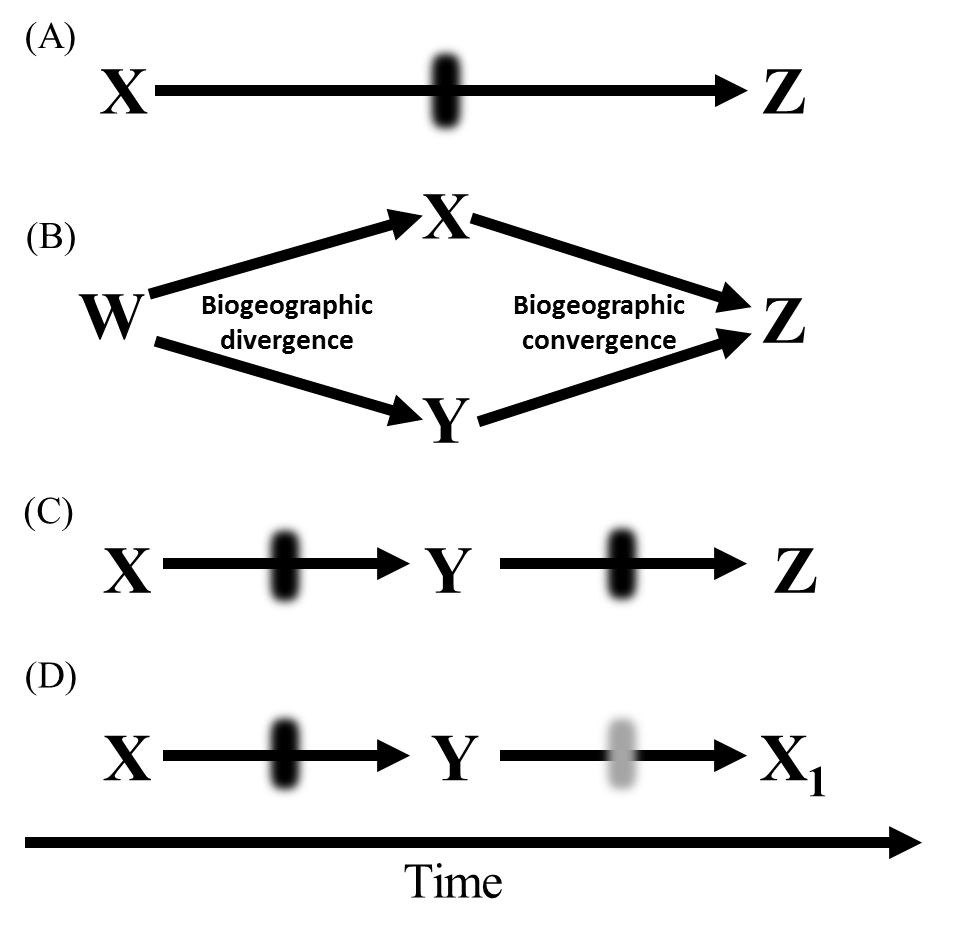 (A)
X Z
(B)
X
W Biogeographic divergence Biogeographic convergence Z
Y
(C)
X Y Z
(D)
X Y X₁
Time